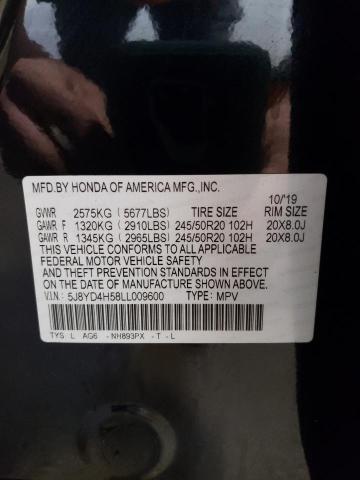 MFD.BY HONDA OF AMERICA MFG.,INC.
10/'19
GVWR 2575KG (5677LBS) TIRE SIZE RIM SIZE
GAWR F 1320KG (2910LBS) 245/50R20 102H 20X8.0J
GAWR R 1345KG (2965LBS) 245/50R20 102H 20X8.0J
THIS VEHICLE CONFORMS TO ALL APPLICABLE
FEDERAL MOTOR VEHICLE SAFETY
AND THEFT PREVENTION STANDARDS IN EFFECT
ON THE DATE OF MANUFACTURE SHOWN ABOVE.
V.I.N: 5J8YD4H58LL009600 TYPE: MPV
TYS L AG6 -NH893PX -T -L